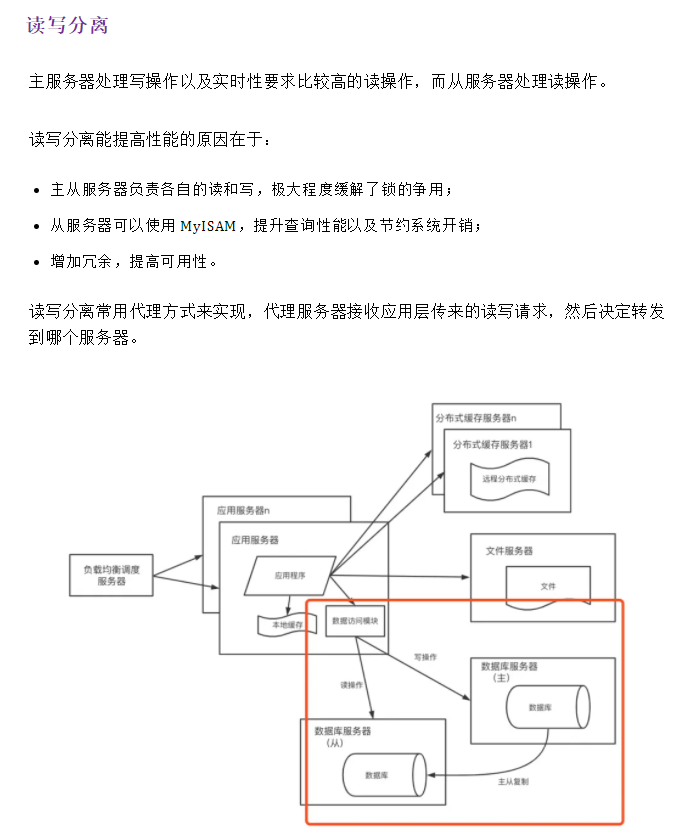 读写分离
主服务器处理写操作以及实时性要求比较高的读操作，而从服务器处理读操作。
读写分离能提高性能的原因在于：
主从服务器负责各自的读和写，极大程度缓解了锁的争用；
从服务器可以使用 MyISAM，提升查询性能以及节约系统开销；
增加冗余，提高可用性。
读写分离常用代理方式来实现，代理服务器接收应用层传来的读写请求，然后决定转发
到哪个服务器。
分布式缓存服务器n
分布式缓存服务器1
远程分布式缓存
应用服务器n
应用服务器
应用程序
负载均衡调度
服务器
文件服务器
文件
本地缓存
数据访问模块
写操作
读操作
数据库服务器
（主）
数据库
数据库服务器
（从）
数据库
主从复制